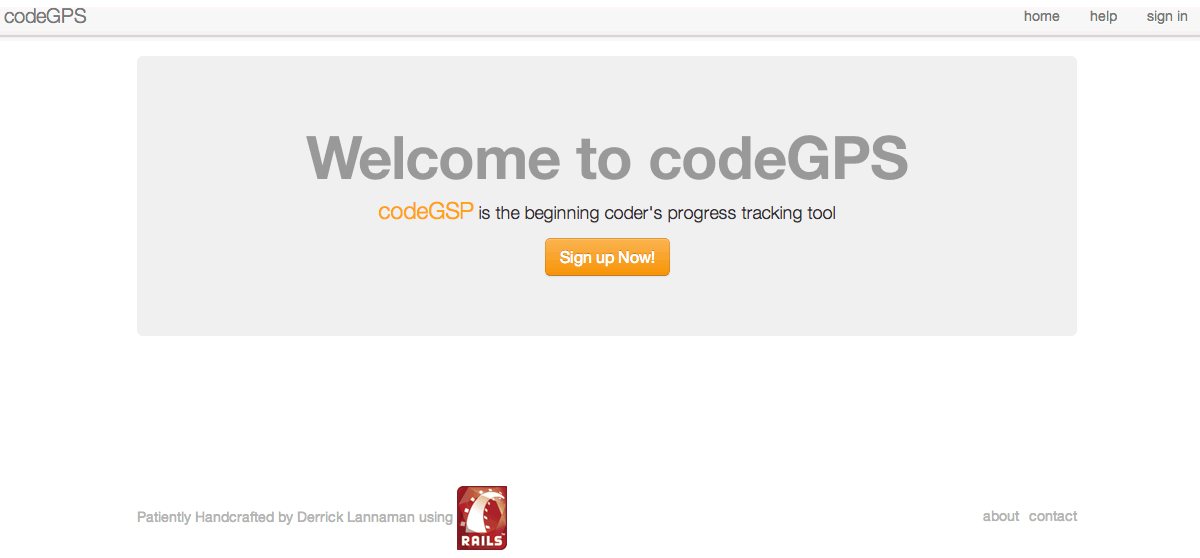 codeGPS home help sign in
Welcome to codeGPS
codeGSP is the beginning coder's progress tracking tool
Sign up Now!
Patiently Handcrafted by Derrick Lannaman using RAILS about contact